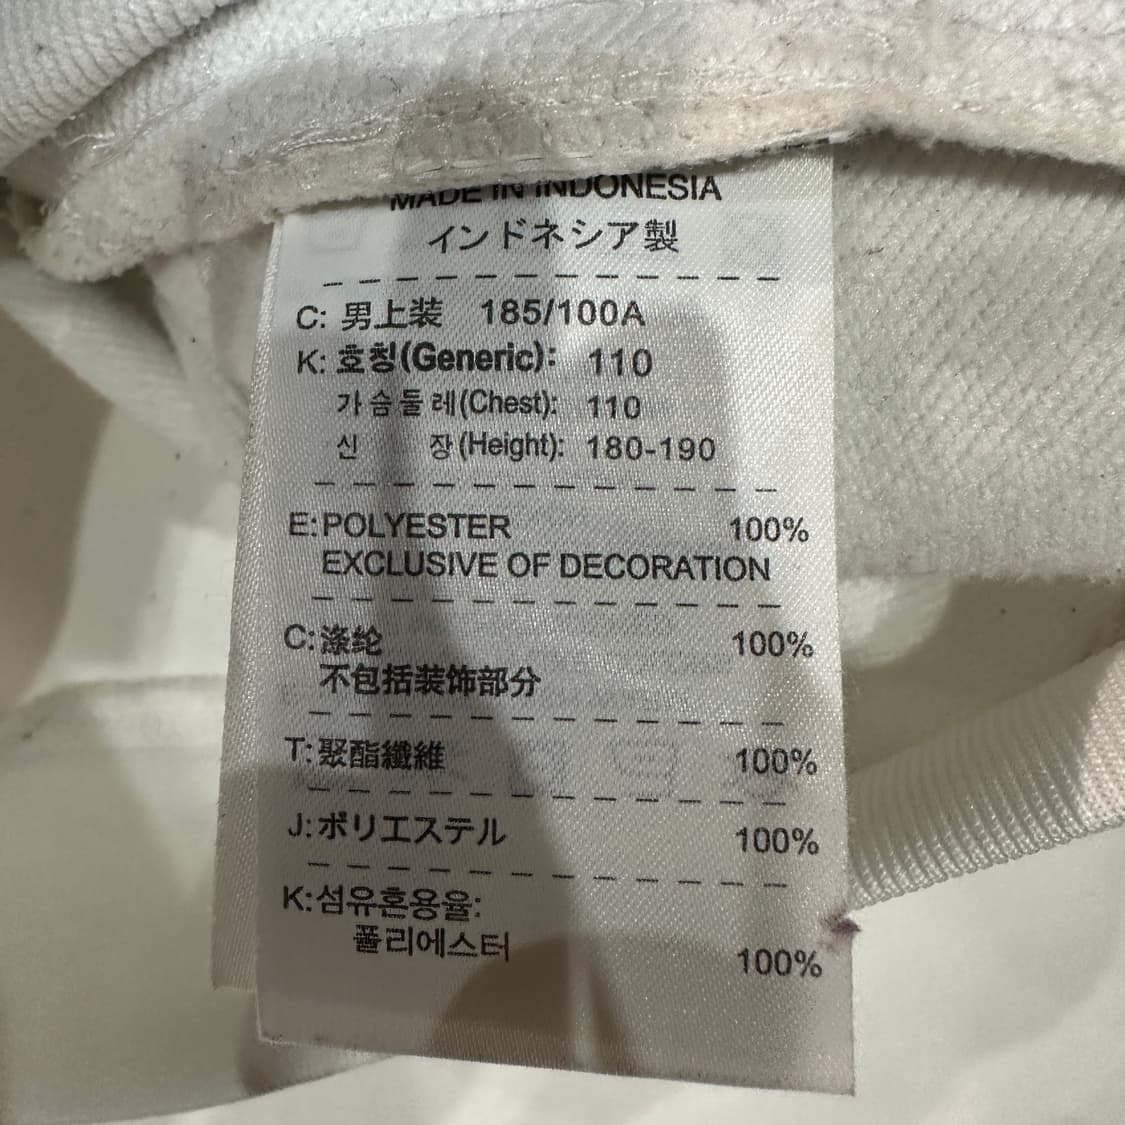 MADE IN INDONESIA
インドネシア製
C: 男上装 185/100A
K: 호칭(Generic): 110
가슴둘레(Chest): 110
신 장(Height): 180-190
E:POLYESTER 100%
EXCLUSIVE OF DECORATION
C:涤纶 100%
不包括装饰部分
T:聚酯纖維 100%
J:ポリエステル 100%
K:섬유혼용율:
폴리에스터 100%